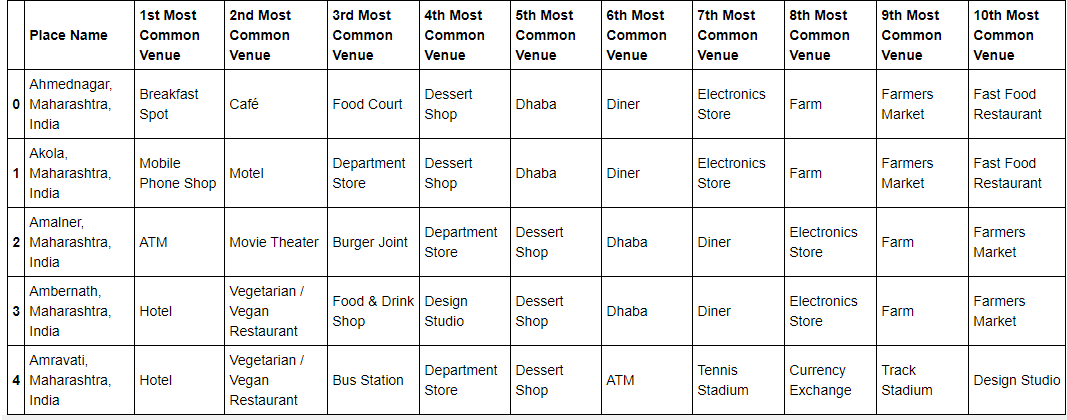 Place Name 1st Most Common Venue 2nd Most Common Venue 3rd Most Common Venue 4th Most Common Venue 5th Most Common Venue 6th Most Common Venue 7th Most Common Venue 8th Most Common Venue 9th Most Common Venue 10th Most Common Venue
0 Ahmednagar, Maharashtra, India Breakfast Spot Café Food Court Dessert Shop Dhaba Diner Electronics Store Farm Farmers Market Fast Food Restaurant
1 Akola, Maharashtra, India Mobile Phone Shop Motel Department Store Dessert Shop Dhaba Diner Electronics Store Farm Farmers Market Fast Food Restaurant
2 Amalner, Maharashtra, India ATM Movie Theater Burger Joint Department Store Dessert Shop Dhaba Diner Electronics Store Farm Farmers Market
3 Ambernath, Maharashtra, India Hotel Vegetarian / Vegan Restaurant Food & Drink Shop Design Studio Dessert Shop Dhaba Diner Electronics Store Farm Farmers Market
4 Amravati, Maharashtra, India Hotel Vegetarian / Vegan Restaurant Bus Station Department Store Dessert Shop ATM Tennis Stadium Currency Exchange Track Stadium Design Studio